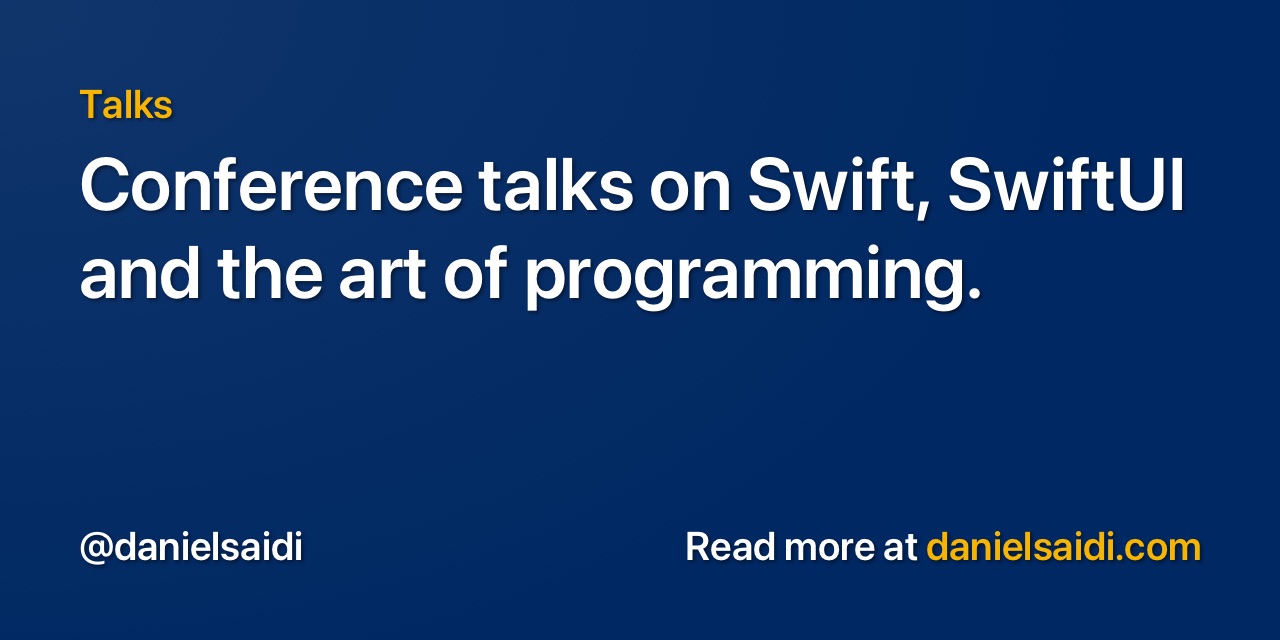 Talks
Conference talks on Swift, SwiftUI
and the art of programming.
@danielsaidi
Read more at danielsaidi.com